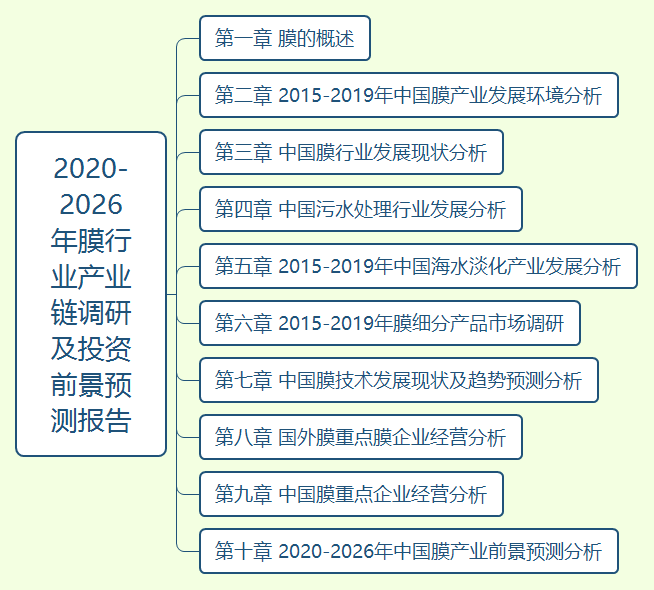 2020-
2026
年膜行
业产业
链调研
及投资
前景预
测报告
第一章 膜的概述
第二章 2015-2019年中国膜产业发展环境分析
第三章 中国膜行业发展现状分析
第四章 中国污水处理行业发展分析
第五章 2015-2019年中国海水淡化产业发展分析
第六章 2015-2019年膜细分产品市场调研
第七章 中国膜技术发展现状及趋势预测分析
第八章 国外膜重点膜企业经营分析
第九章 中国膜重点企业经营分析
第十章 2020-2026年中国膜产业前景预测分析